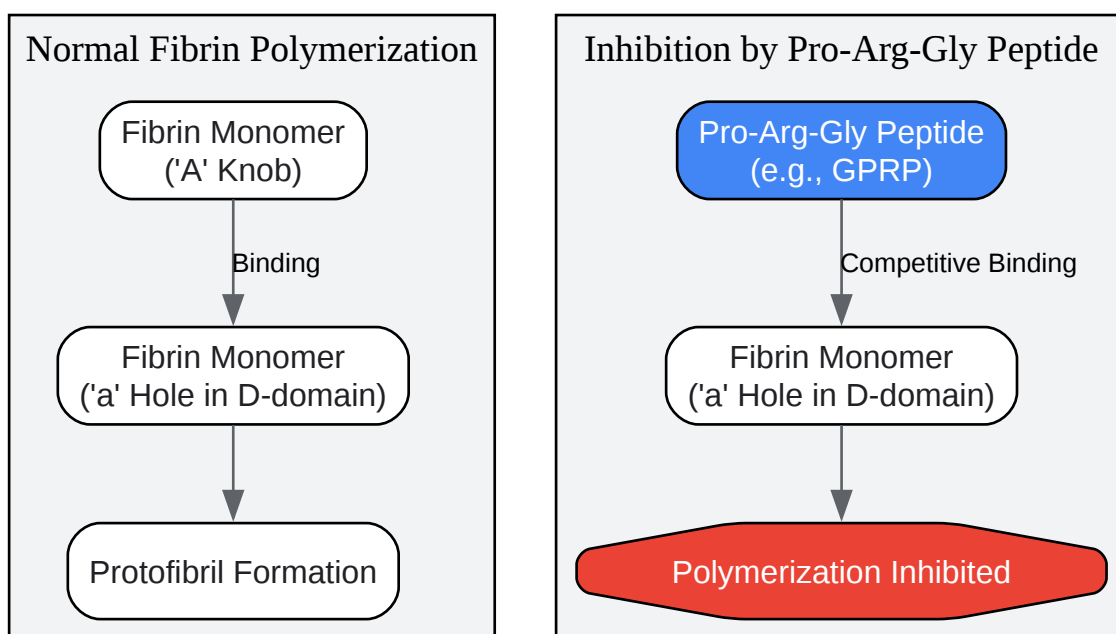 Normal Fibrin Polymerization
Fibrin Monomer
('A' Knob)
Binding
Fibrin Monomer
('a' Hole in D-domain)
Protofibril Formation
Inhibition by Pro-Arg-Gly Peptide
Pro-Arg-Gly Peptide
(e.g., GPRP)
Competitive Binding
Fibrin Monomer
('a' Hole in D-domain)
Polymerization Inhibited